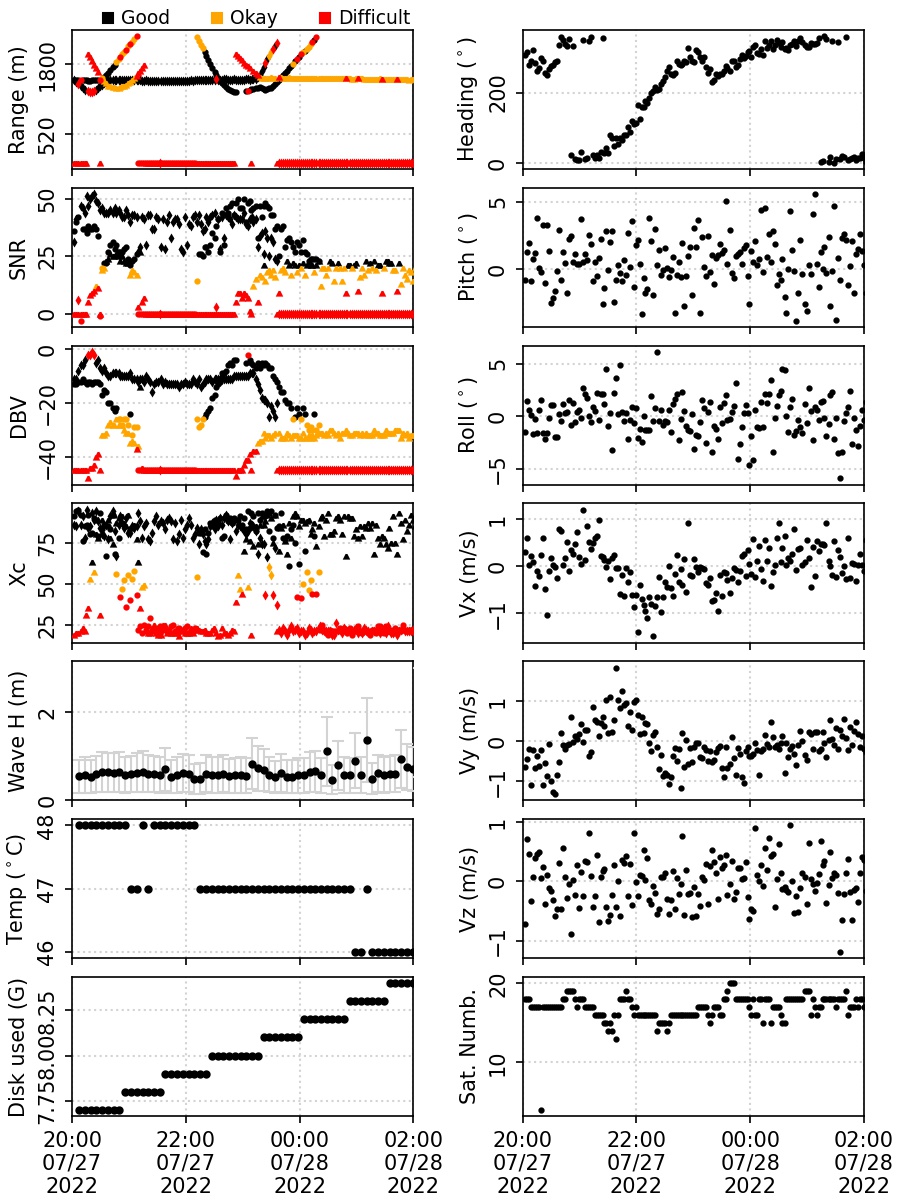 Good Okay Difficult
Range (m)
1800
520
Heading (°)
200
0
SNR
50
25
0
Pitch (°)
5
0
DBV
0
−20
−40
Roll (°)
5
0
−5
Xc
75
50
25
Vx (m/s)
1
0
−1
Wave H (m)
2
0
Vy (m/s)
1
0
−1
Temp (°C)
48
47
46
Vz (m/s)
1
0
−1
Disk used (G)
8.25
8.00
7.75
Sat. Numb.
20
10
20:00 22:00 00:00 02:00 20:00 22:00 00:00 02:00
07/27 07/27 07/28 07/28 07/27 07/27 07/28 07/28
2022 2022 2022 2022 2022 2022 2022 2022